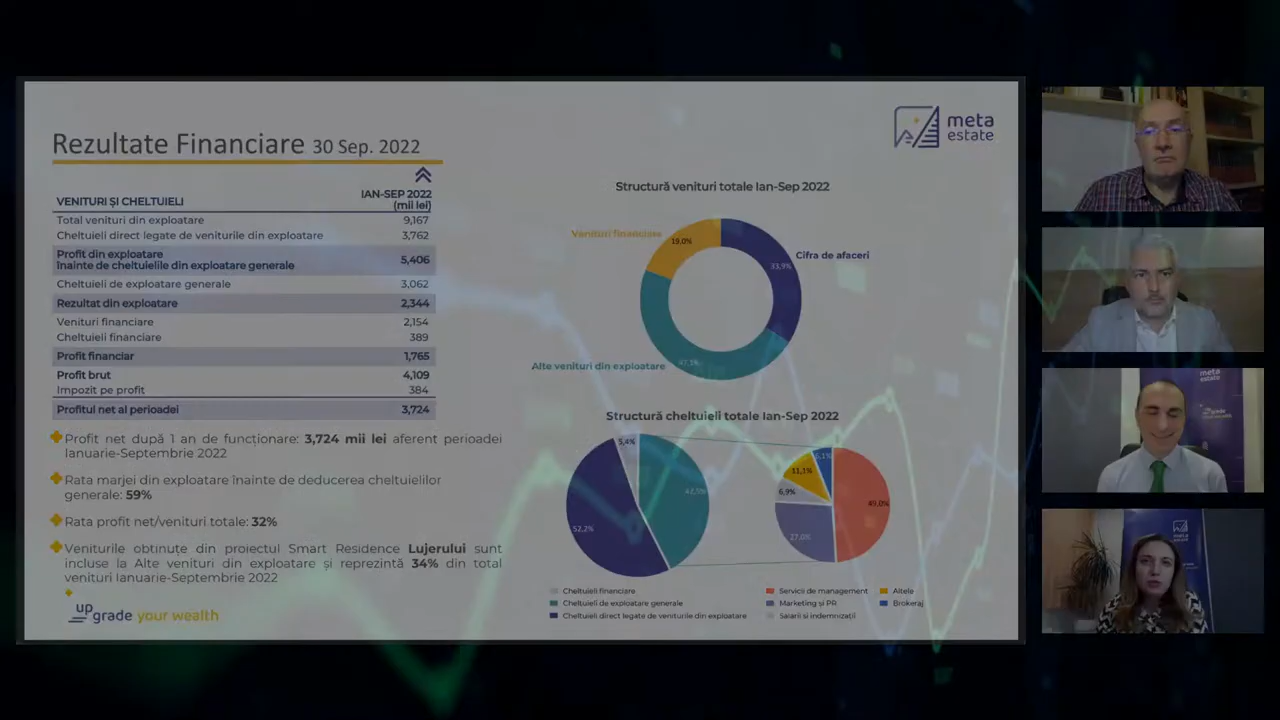 Rezultate Financiare 30 Sep. 2022
meta
estate
VENITURI ȘI CHELTUIELI
IAN-SEP 2022
(mii lei)
Total venituri din exploatare 9,167
Cheltuieli direct legate de veniturile din exploatare 3,762
Profit din exploatare
înainte de cheltuielile din exploatare generale 5,406
Cheltuieli de exploatare generale 3,062
Rezultat din exploatare 2,344
Venituri financiare 2,154
Cheltuieli financiare 389
Profit financiar 1,765
Profit brut 4,109
Impozit pe profit 384
Profitul net al perioadei 3,724
Profit net după 1 an de funcționare: 3,724 mii lei aferent perioadei
Ianuarie-Septembrie 2022
Rata marjei din exploatare înainte de deducerea cheltuielilor
generale: 59%
Rata profit net/venituri totale: 32%
Veniturile obținute din proiectul Smart Residence Lujerului sunt
incluse la Alte venituri din exploatare și reprezintă 34% din total
venituri Ianuarie-Septembrie 2022
upgrade your wealth
Structură venituri totale Ian-Sep 2022
Venituri financiare
19,0%
Cifra de afaceri
33,9%
47,1%
Alte venituri din exploatare
Structură cheltuieli totale Ian-Sep 2022
5,4%
52,2%
11,1%
6,9%
49,0%
27,0%
Cheltuieli financiare
Cheltuieli de exploatare generale
Cheltuieli direct legate de veniturile din exploatare
Servicii de management
Altele
Marketing și PR
Brokeraj
Salarii si indemnizații
meta
estate